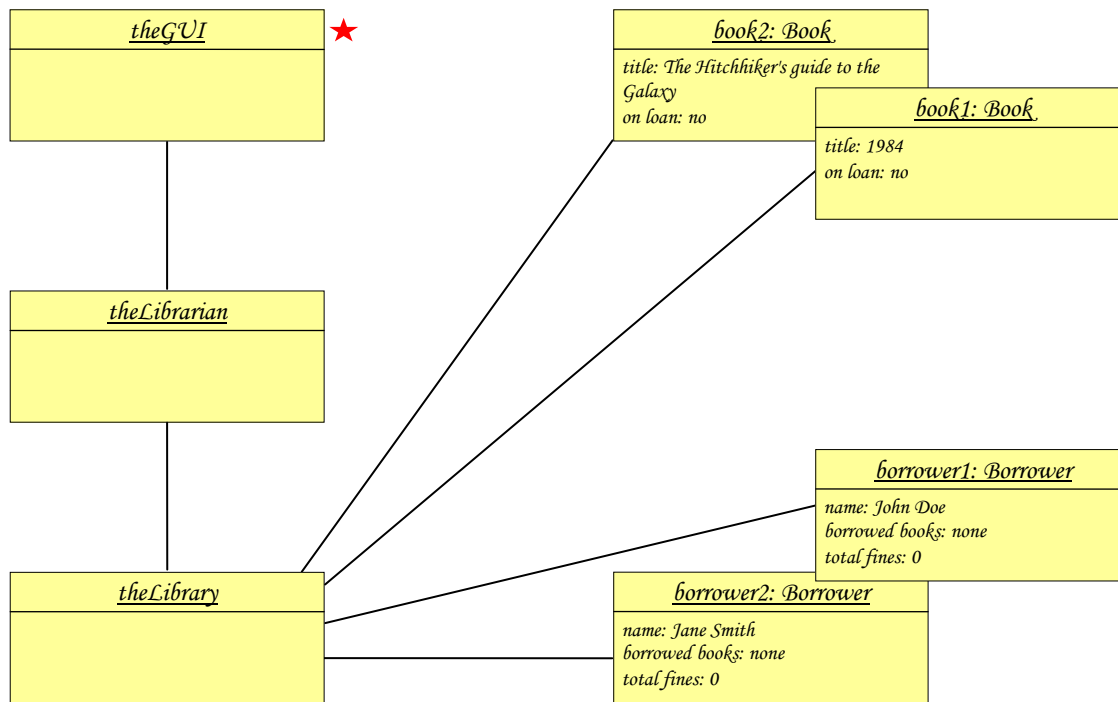 theGUI
book2: Book
title: The Hitchhiker's guide to the
Galaxy
on loan: no
book1: Book
title: 1984
on loan: no
theLibrarian
borrower1: Borrower
name: John Doe
borrowed books: none
total fines: 0
theLibrary
borrower2: Borrower
name: Jane Smith
borrowed books: none
total fines: 0